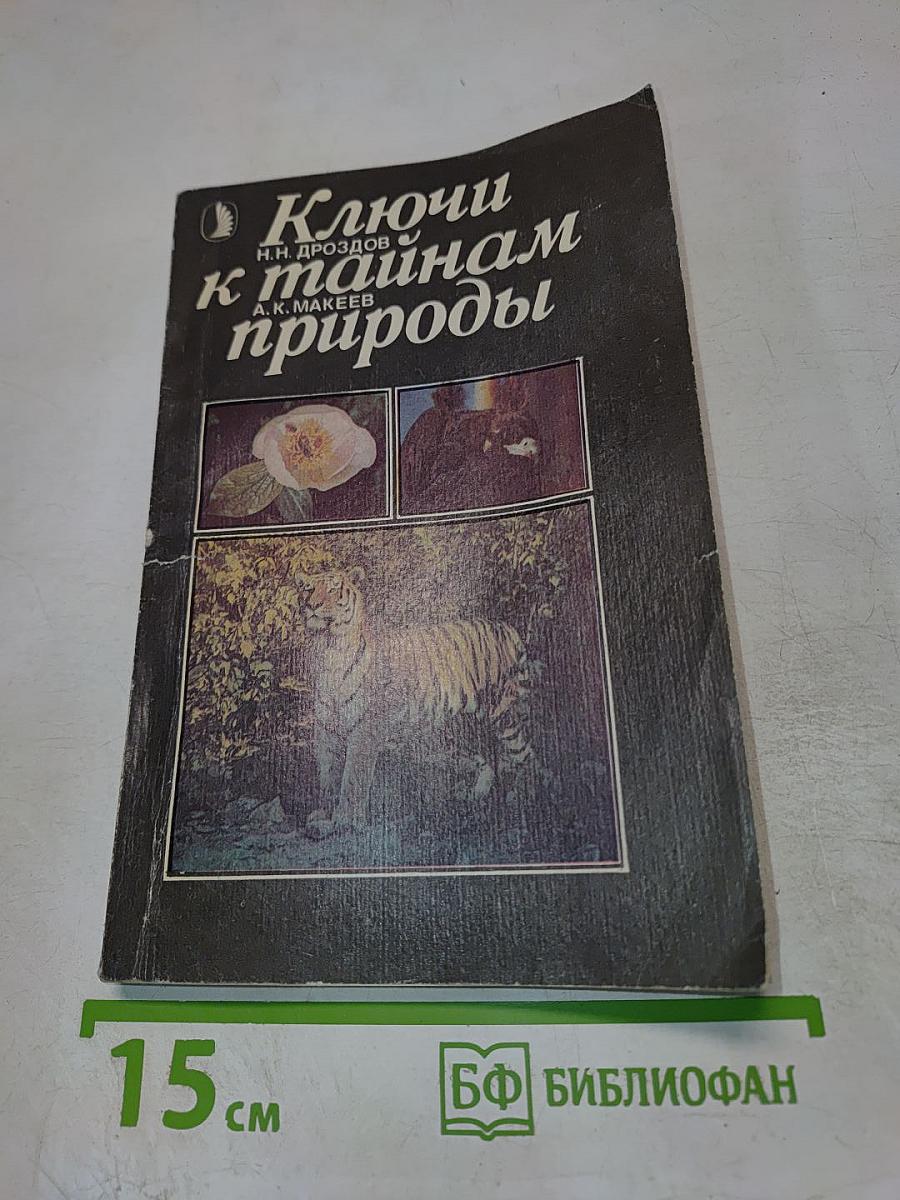 Ключи
Н.Н. ДРОЗДОВ
к тайнам
А.К. МАКЕЕВ
природы
15 см
БФ БИБЛИОФАН